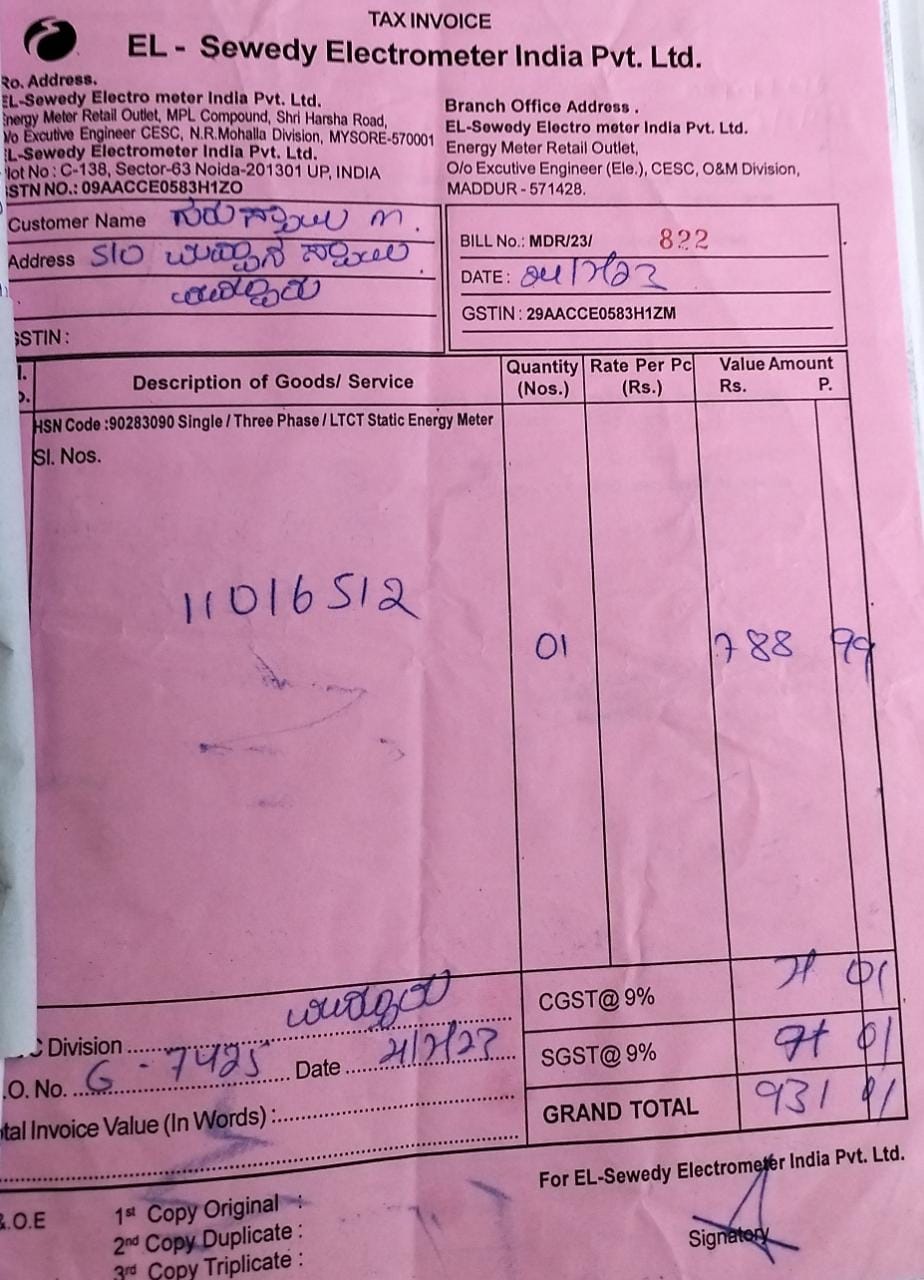 TAX INVOICE
EL - Sewedy Electrometer India Pvt. Ltd.
Ro. Address.
EL-Sewedy Electro meter India Pvt. Ltd.
Energy Meter Retail Outlet, MPL Compound, Shri Harsha Road,
/o Excutive Engineer CESC, N.R.Mohalla Division, MYSORE-570001
EL-Sewedy Electrometer India Pvt. Ltd.
lot No : C-138, Sector-63 Noida-201301 UP, INDIA
GSTN NO.: 09AACCE0583H1ZO
Branch Office Address .
EL-Sewedy Electro meter India Pvt. Ltd.
Energy Meter Retail Outlet,
O/o Excutive Engineer (Ele.), CESC, O&M Division,
MADDUR - 571428.
Customer Name
Address S/O
GSTIN :
BILL No.: MDR/23/ 822
DATE : 21/7/23
GSTIN : 29AACCE0583H1ZM
Description of Goods/ Service
Quantity (Nos.)
Rate Per Pc (Rs.)
Value Amount Rs. P.
HSN Code :90283090 Single / Three Phase / LTCT Static Energy Meter
Sl. Nos.
11016512
01 788 99
CGST@ 9% 71 01
C Division
SGST@ 9% 71 01
.O. No. G - 7425 Date 21/7/23
GRAND TOTAL 931 01
tal Invoice Value (In Words) :
For EL-Sewedy Electrometer India Pvt. Ltd.
&.O.E
1st Copy Original :
2nd Copy Duplicate :
3rd Copy Triplicate :
Signatory